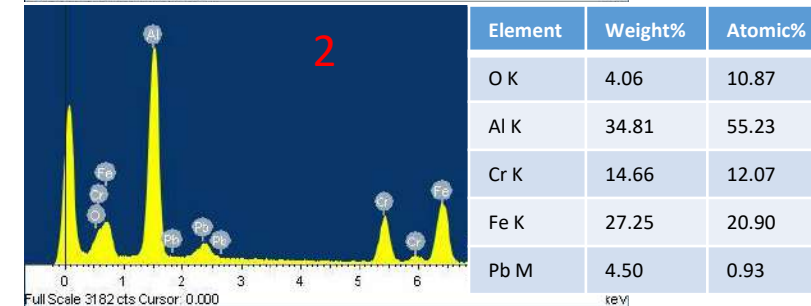 2
Al
Fe
Cr
O
Pb
Pb
Pb
Cr
Cr
Fe
0 1 2 3 4 5 6
Full Scale 3182 cts Cursor: 0.000 keV
Element Weight% Atomic%
O K 4.06 10.87
Al K 34.81 55.23
Cr K 14.66 12.07
Fe K 27.25 20.90
Pb M 4.50 0.93